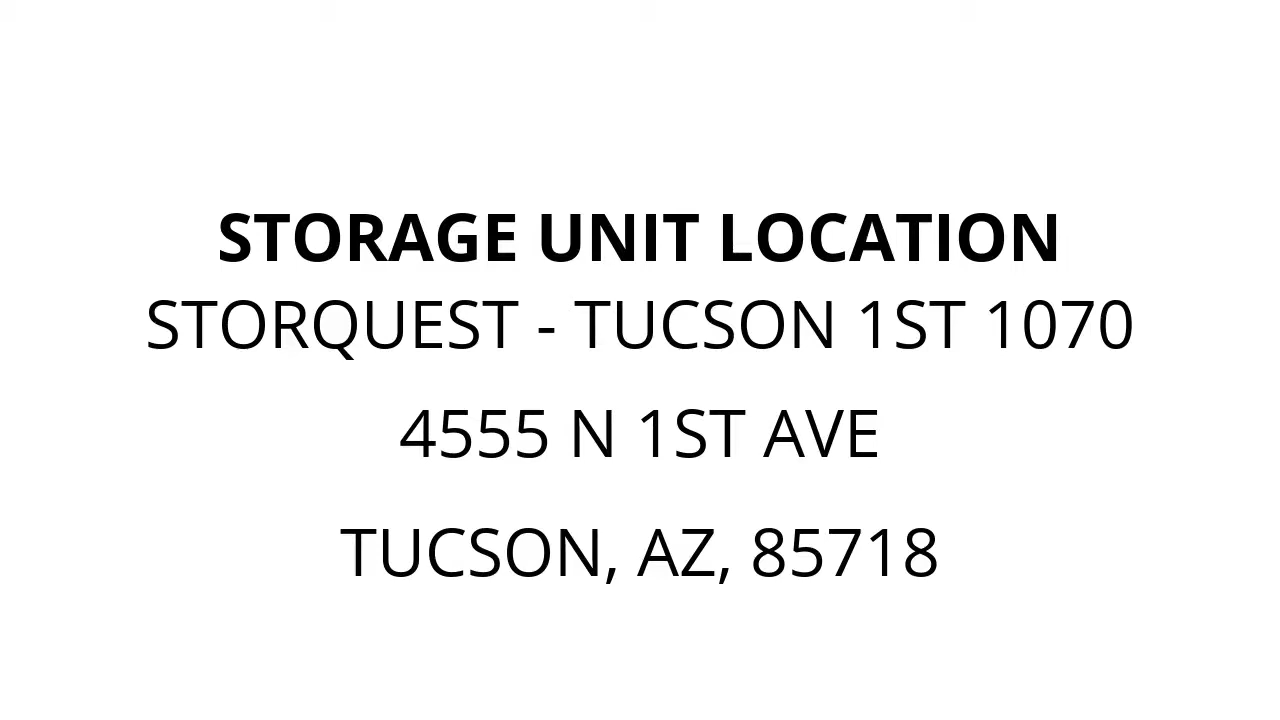 STORAGE UNIT LOCATION
STORQUEST - TUCSON 1ST 1070
4555 N 1ST AVE
TUCSON, AZ, 85718